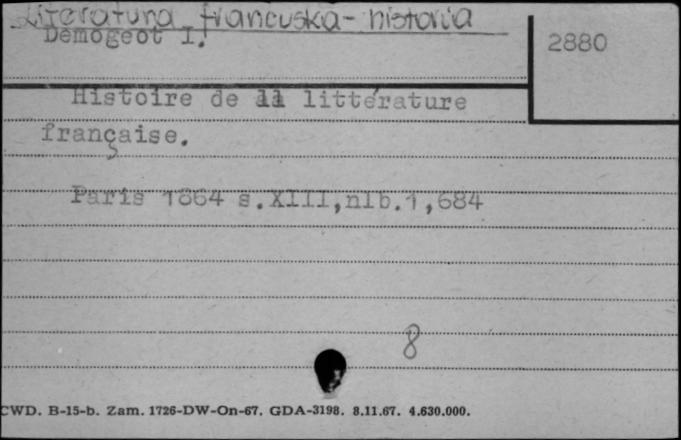 Literatura francuska - historia
Demogeot I.
2880
Histoire de la littérature
française.
Paris 1864 s.XIII,nlb.1,684
8
CWD. B-15-b. Zam. 1726-DW-On-67. GDA-3198. 8.11.67. 4.630.000.